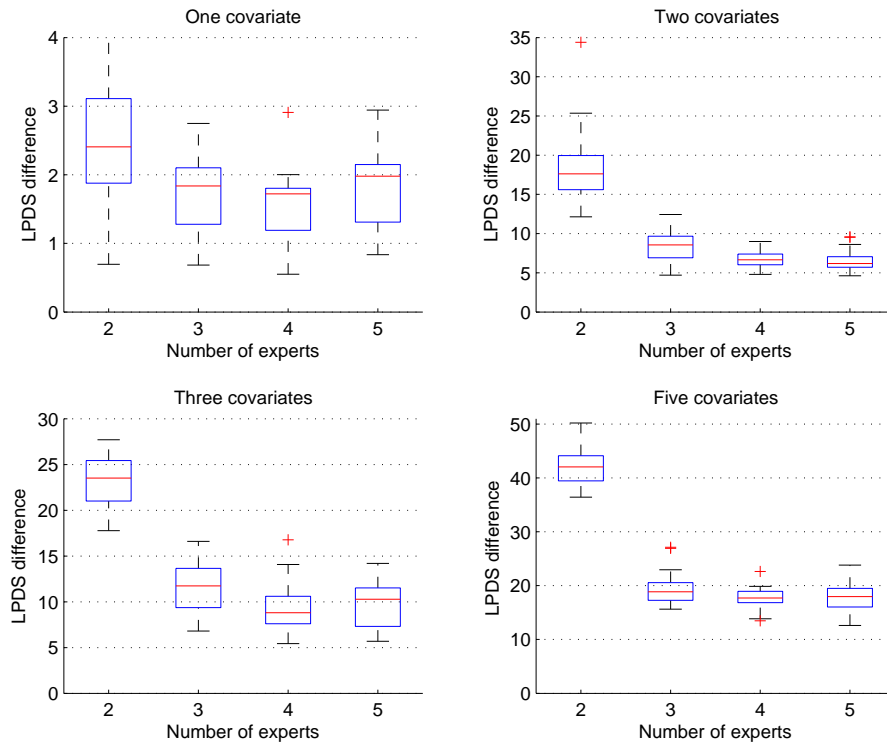 One covariate
4
3
2
1
0
LPDS difference
2 3 4 5
Number of experts
Two covariates
35
30
25
20
15
10
5
0
LPDS difference
2 3 4 5
Number of experts
Three covariates
30
25
20
15
10
5
0
LPDS difference
2 3 4 5
Number of experts
Five covariates
50
40
30
20
10
0
LPDS difference
2 3 4 5
Number of experts